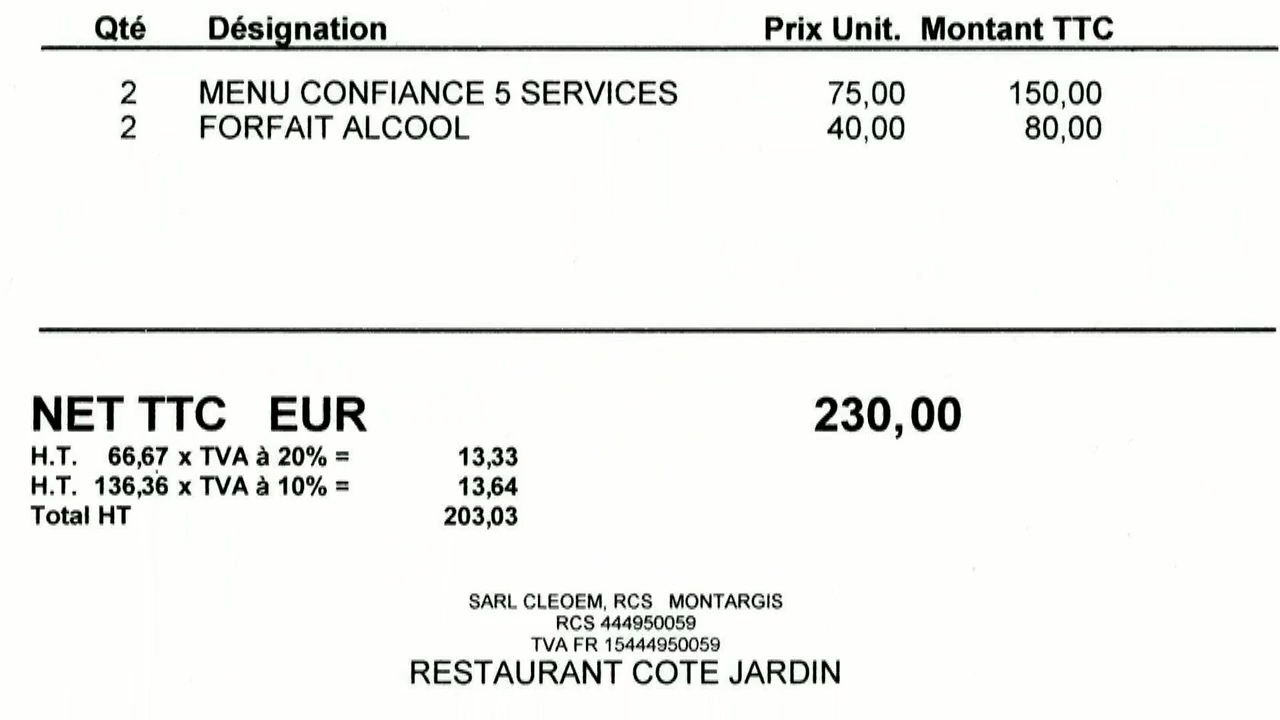 Qté Désignation Prix Unit. Montant TTC
2 MENU CONFIANCE 5 SERVICES 75,00 150,00
2 FORFAIT ALCOOL 40,00 80,00
NET TTC EUR 230,00
H.T. 66,67 x TVA à 20% = 13,33
H.T. 136,36 x TVA à 10% = 13,64
Total HT 203,03
SARL CLEOEM, RCS MONTARGIS
RCS 444950059
TVA FR 15444950059
RESTAURANT COTE JARDIN